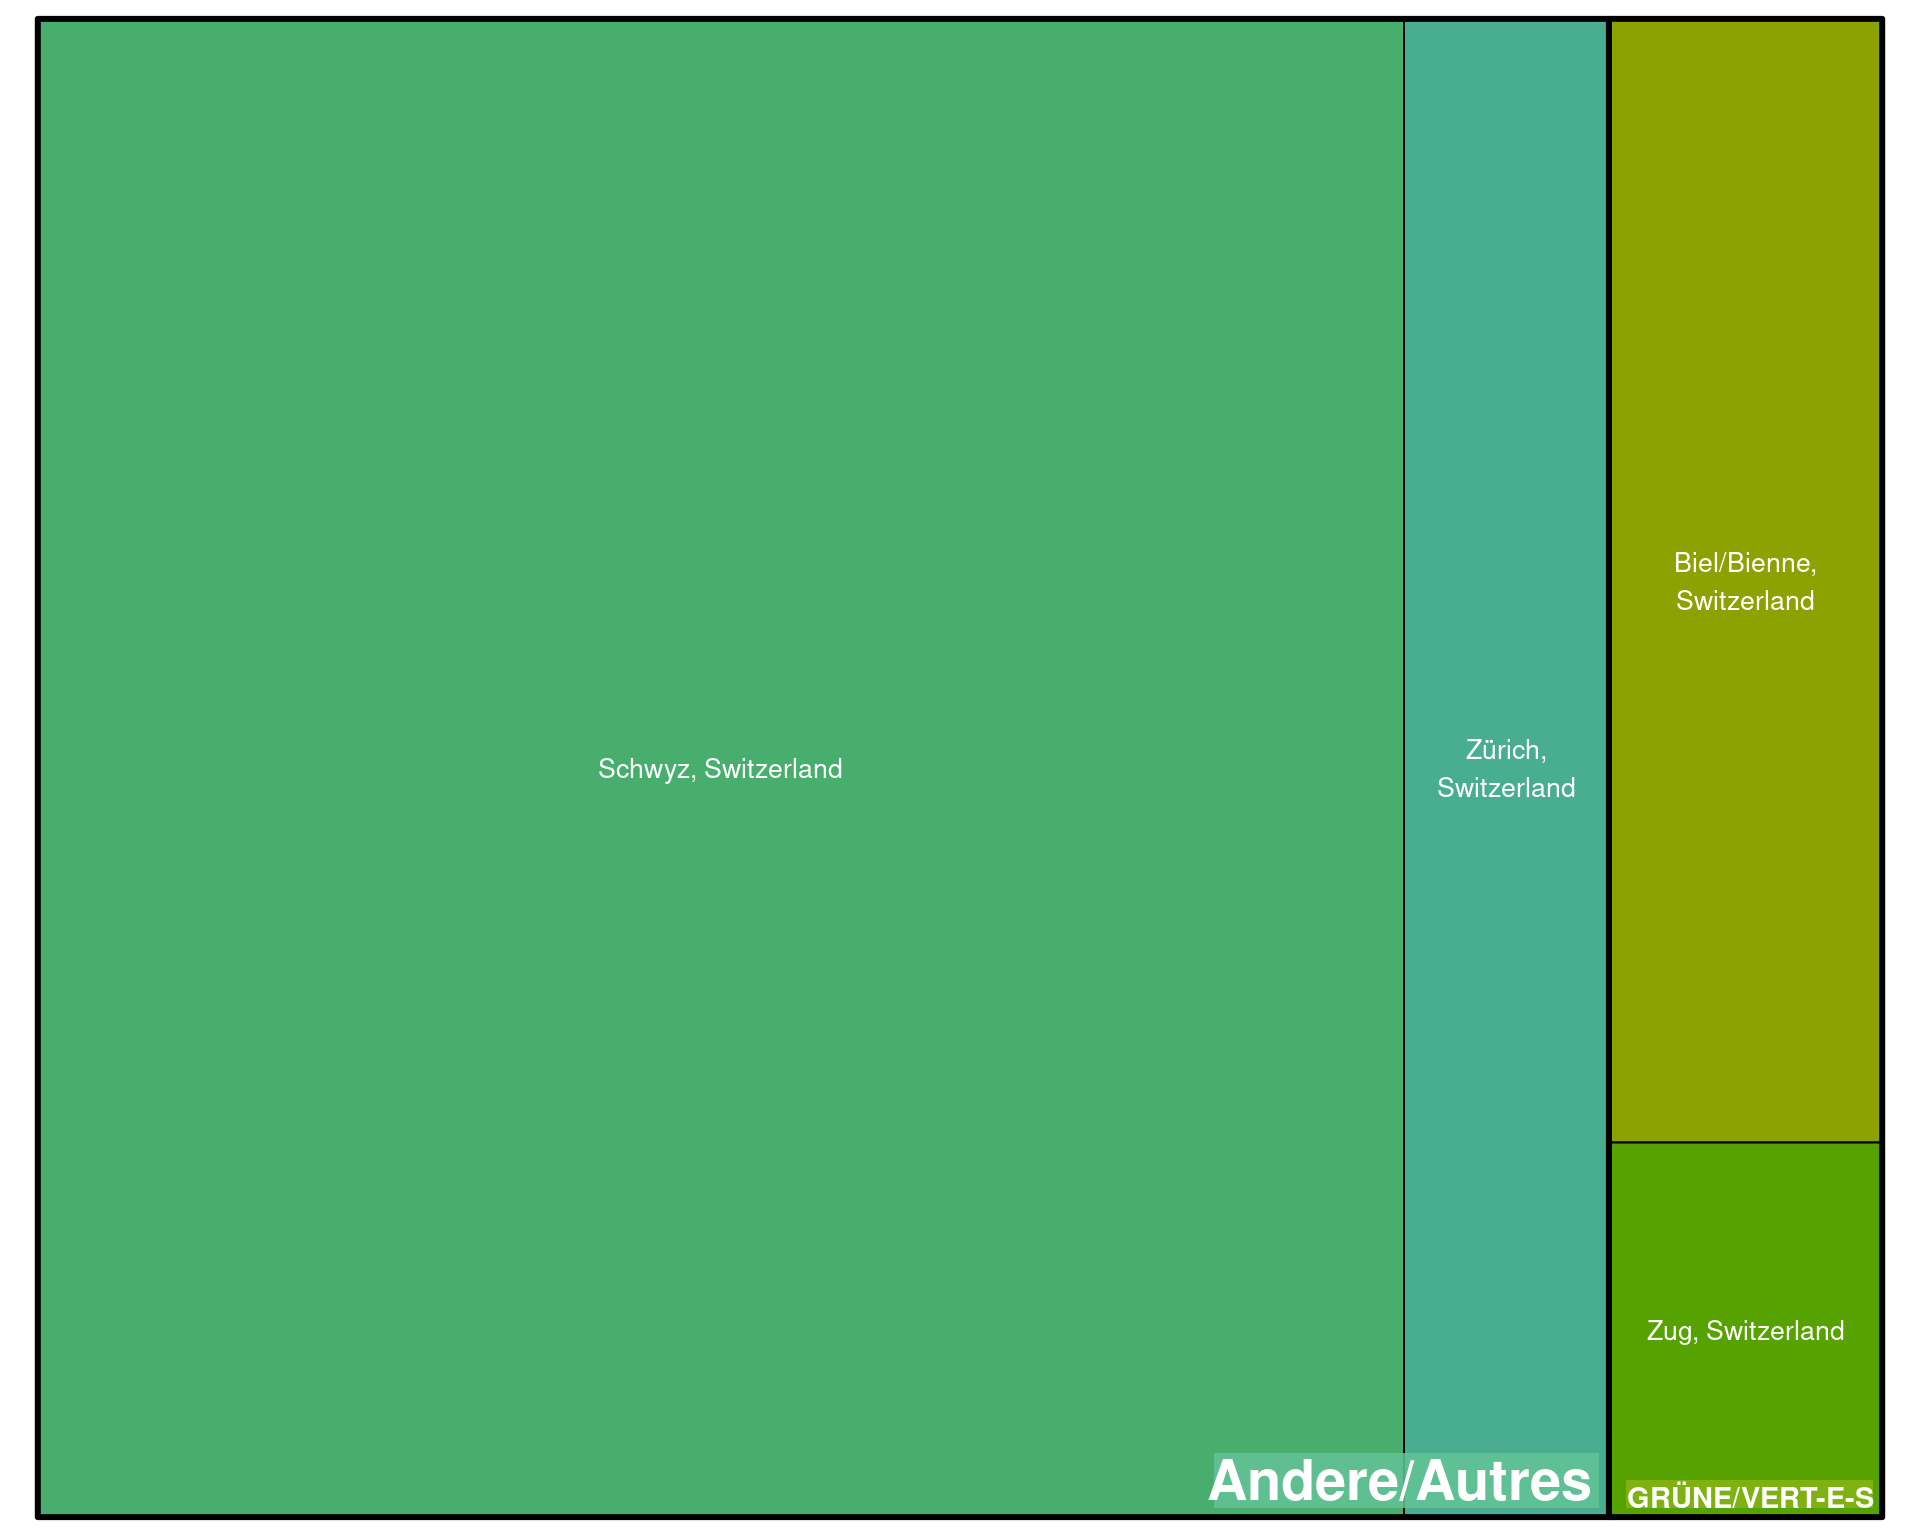 Schwyz, Switzerland
Zürich,
Switzerland
Andere/Autres
Biel/Bienne,
Switzerland
Zug, Switzerland
GRÜNE/VERT-E-S